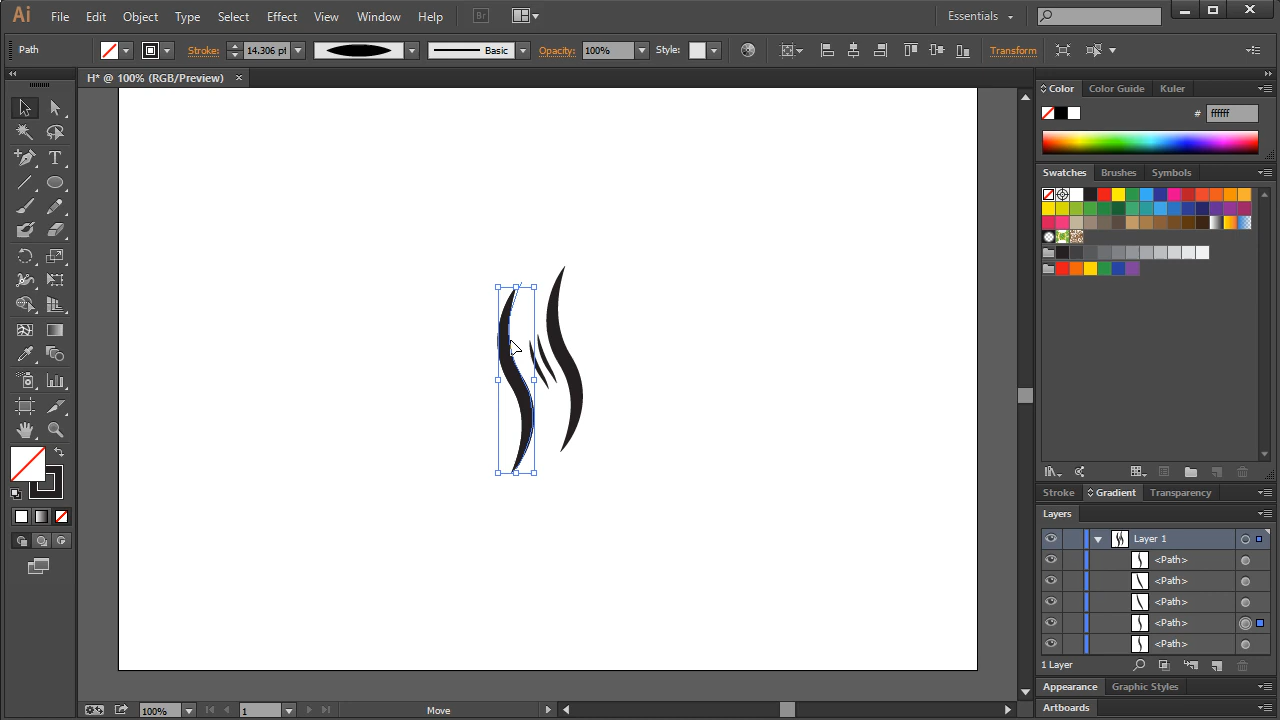 Ai File Edit Object Type Select Effect View Window Help Br Essentials
Path Stroke: 14.306 pt Basic Opacity: 100% Style: Transform
H* @ 100% (RGB/Preview) ×
Color Color Guide Kuler
# ffffff
Swatches Brushes Symbols
T
Stroke Gradient Transparency
Layers
Layer 1
<Path>
<Path>
<Path>
<Path>
<Path>
1 Layer
Appearance Graphic Styles
Artboards
100% 1 Move